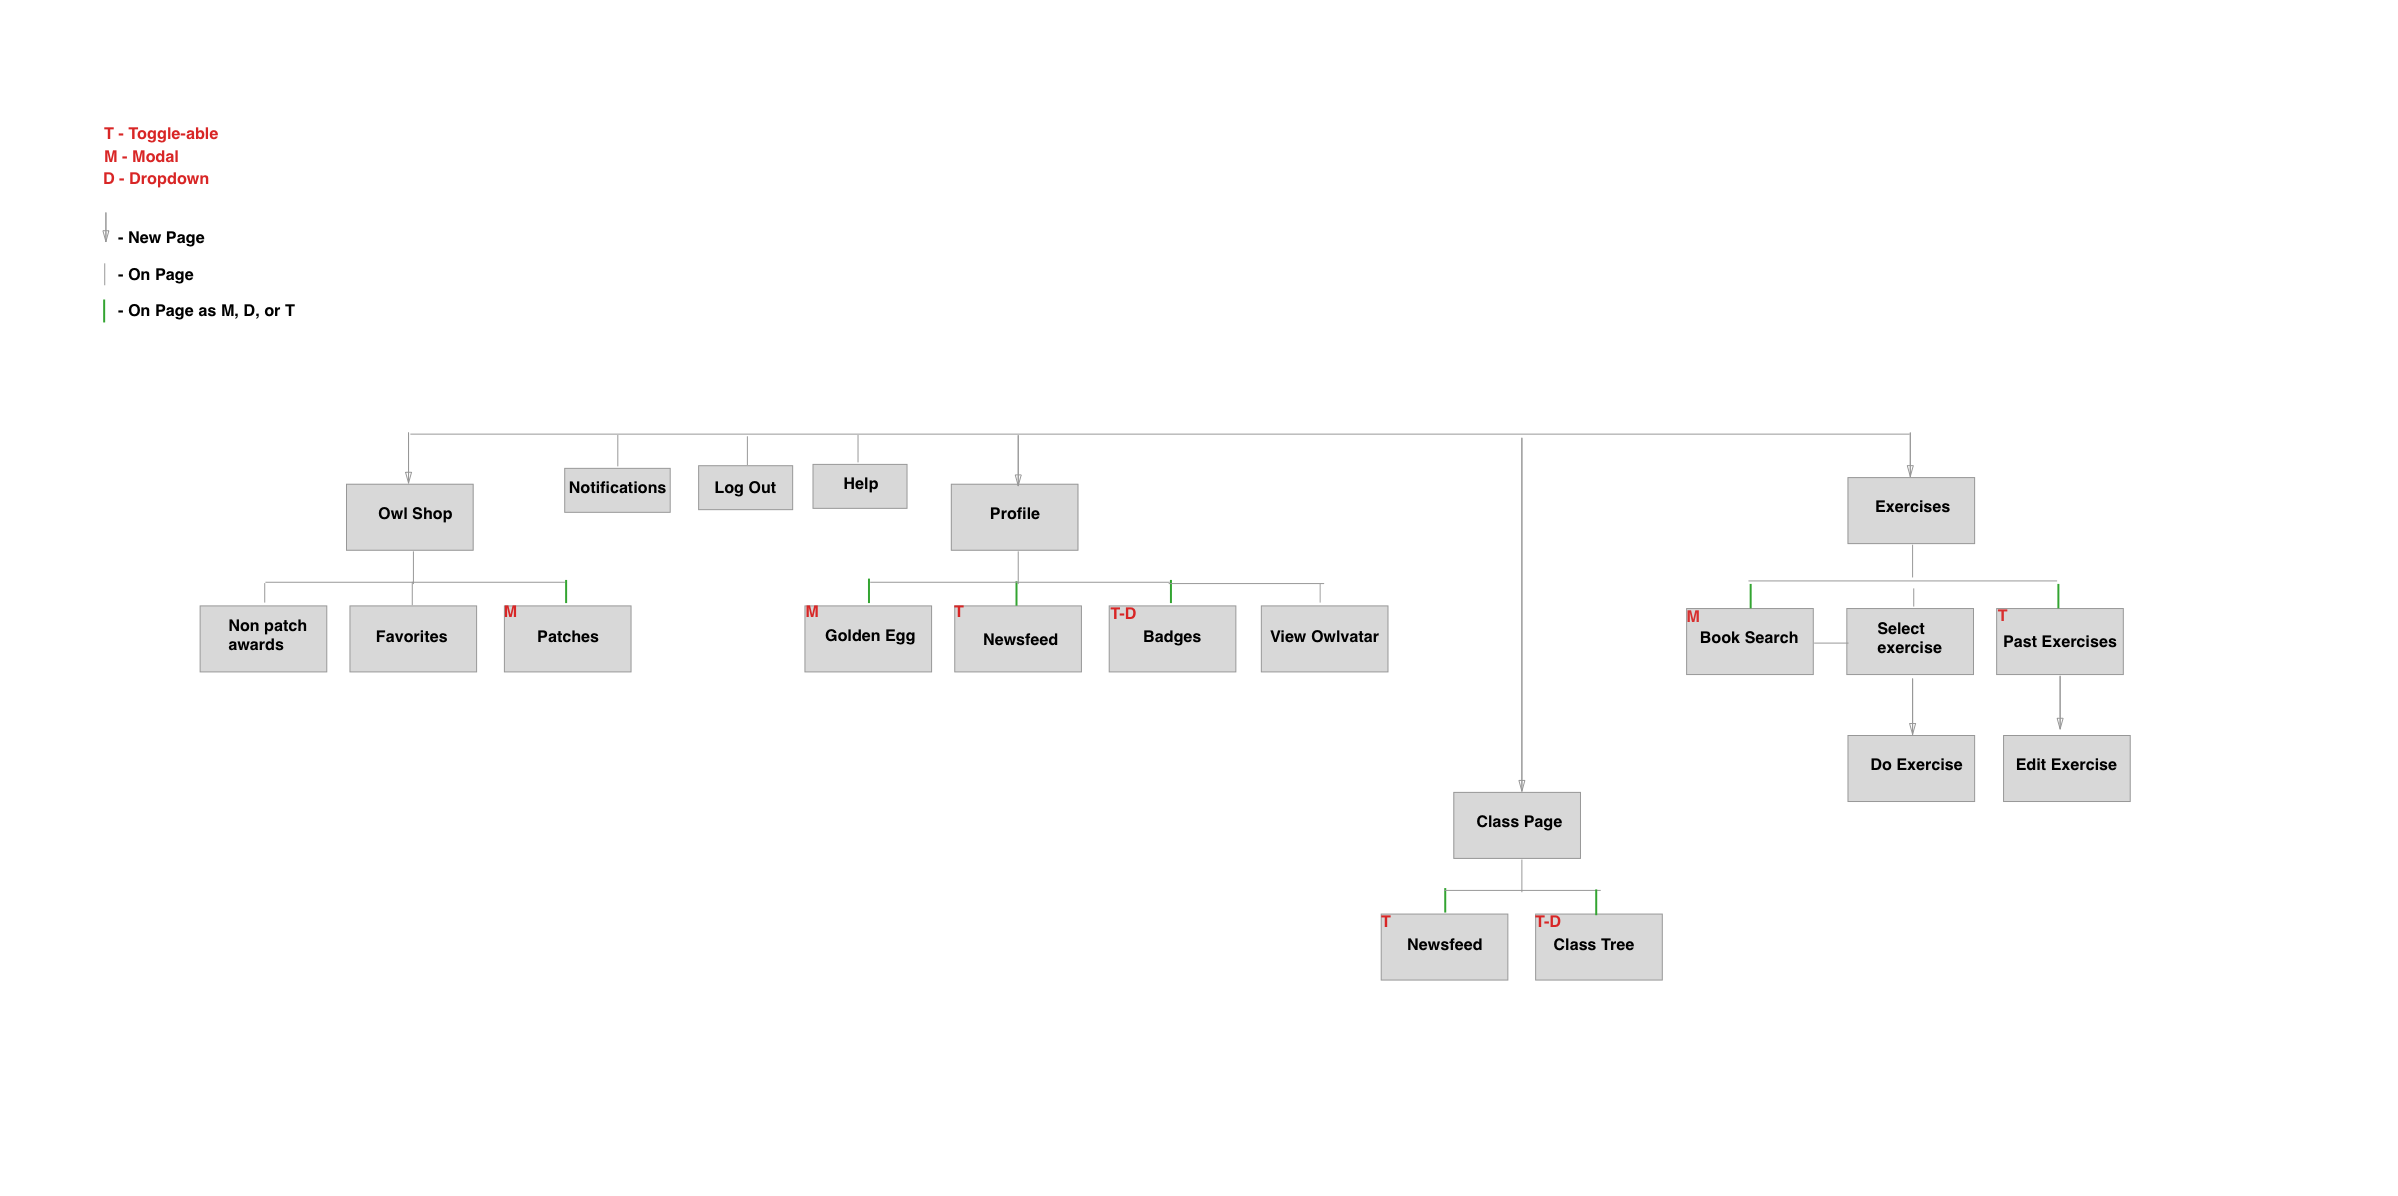 T - Toggle-able
M - Modal
D - Dropdown
- New Page
- On Page
- On Page as M, D, or T
Owl Shop
Notifications
Log Out
Help
Profile
Exercises
Non patch
awards
Favorites
M
Patches
M
Golden Egg
T
Newsfeed
T-D
Badges
View Owlvatar
M
Book Search
Select
exercise
T
Past Exercises
Do Exercise
Edit Exercise
Class Page
T
Newsfeed
T-D
Class Tree